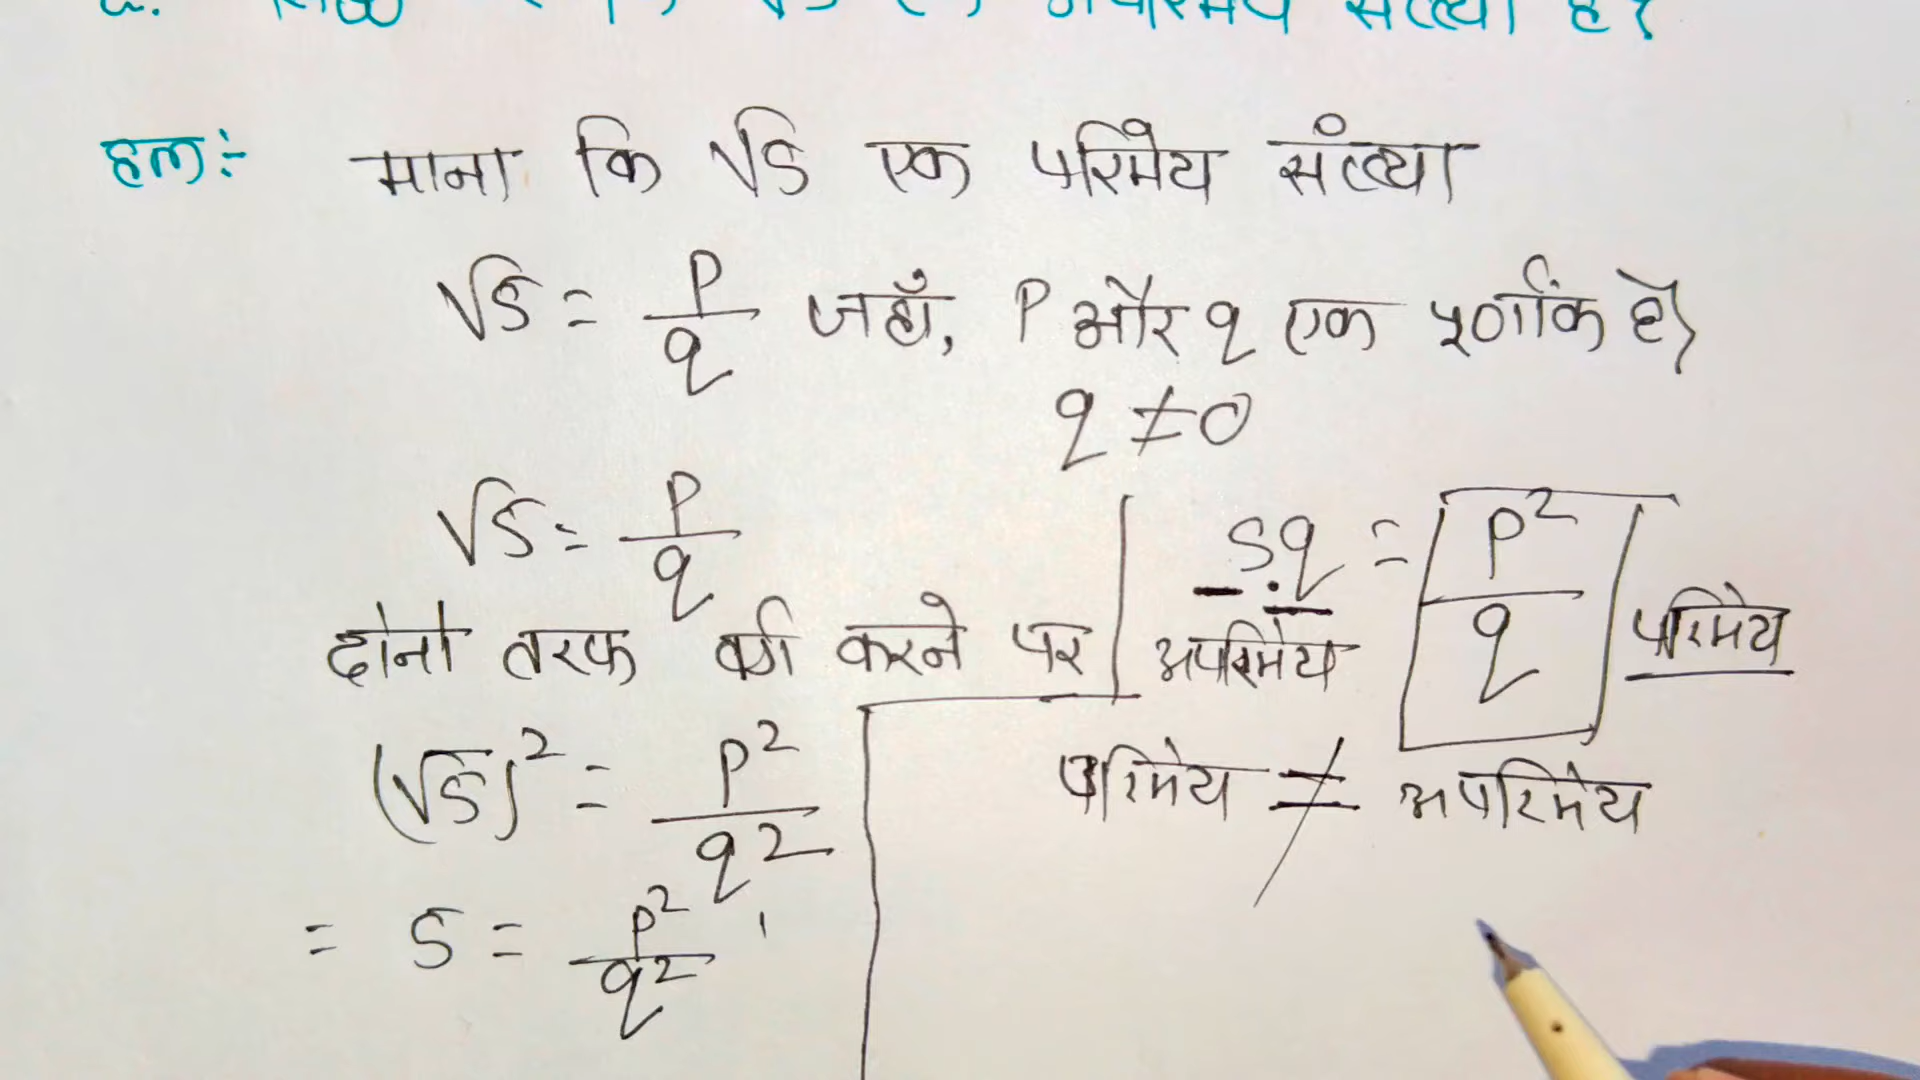 √5 संख्या है?
हल:- माना कि √5 एक परिमेय संख्या
√5 = p/q जहाँ, P और q एक पूर्णांक है)
q ≠ 0
√5 = p/q
दोनो तरफ वर्ग करने पर
(√5)² = p²/q²
= 5 = p²/q²
5q = p²/q
अपरिमेय परिमेय
परिमेय ≠ अपरिमेय